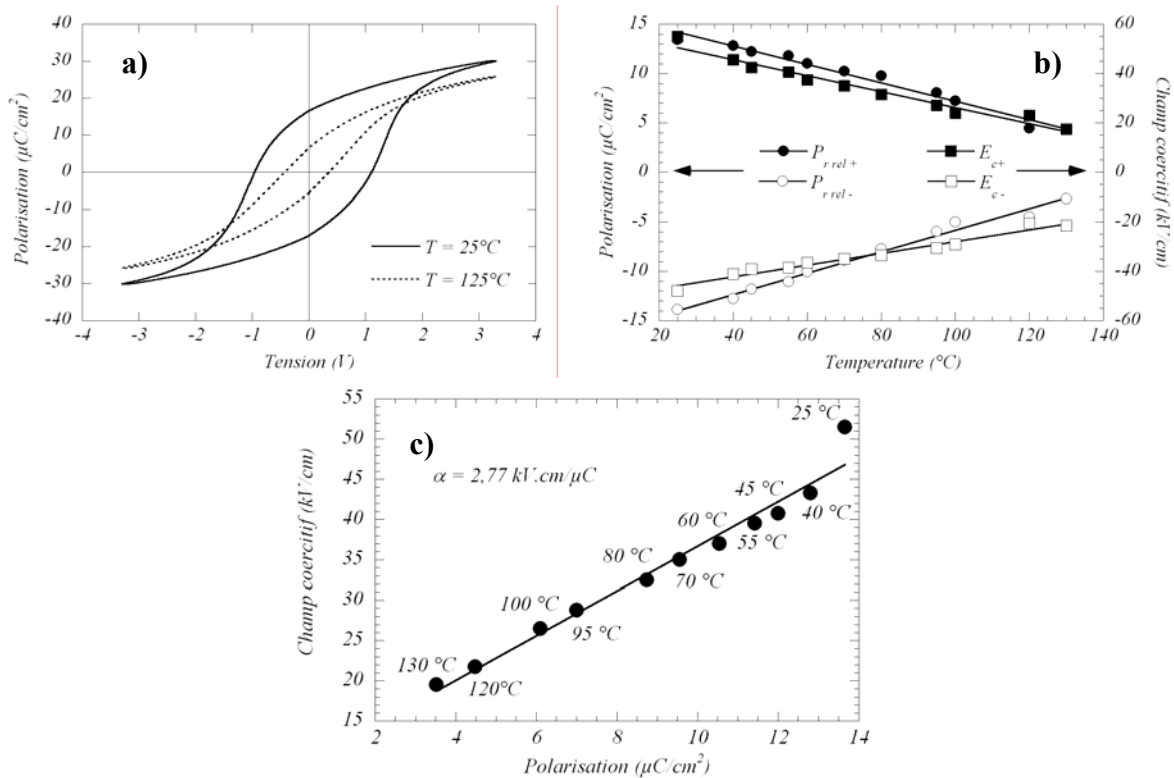 a)
40
30
20
10
0
-10
-20
-30
-40
Polarisation (µC/cm²)
-4 -3 -2 -1 0 1 2 3 4
Tension (V)
T = 25°C
T = 125°C
b)
15
10
5
0
-5
-10
-15
Polarisation (µC/cm²)
60
40
20
0
-20
-40
-60
Champ coercitif (kV/cm)
P r rel +
E c+
P r rel -
E c -
20 40 60 80 100 120 140
Temperature (°C)
c)
55
50
45
40
35
30
25
20
15
Champ coercitif (kV/cm)
α = 2,77 kV.cm/µC
25 °C
45 °C
40 °C
60 °C
55 °C
80 °C
70 °C
100 °C
95 °C
130 °C
120°C
2 4 6 8 10 12 14
Polarisation (µC/cm²)